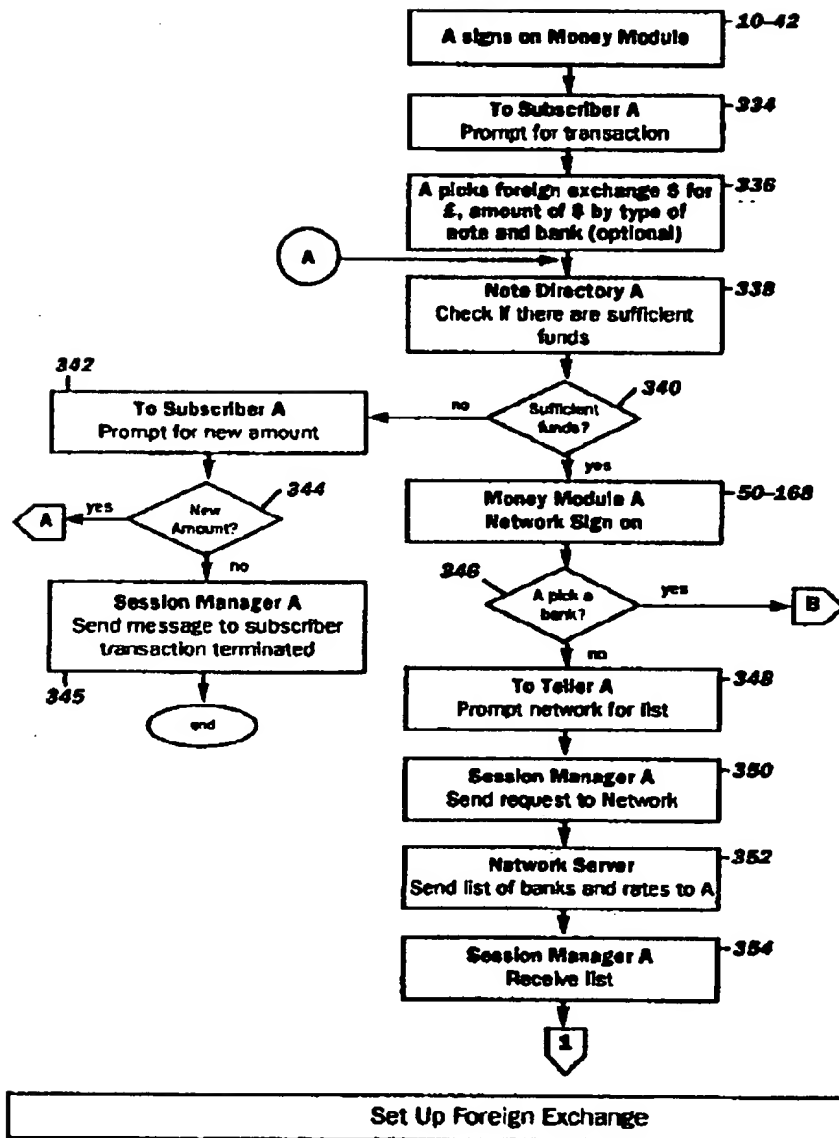 A signs on Money Module
10–42
To Subscriber A
Prompt for transaction
334
A picks foreign exchange $ for
£, amount of $ by type of
note and bank (optional)
336
A
Note Directory A
Check if there are sufficient
funds
338
342
To Subscriber A
Prompt for new amount
no
Sufficient
funds?
340
yes
A
yes
New
Amount?
344
no
Money Module A
Network Sign on
50–168
Session Manager A
Send message to subscriber
transaction terminated
345
end
346
A pick a
bank?
yes
B
no
To Teller A
Prompt network for list
348
Session Manager A
Send request to Network
350
Network Server
Send list of banks and rates to A
352
Session Manager A
Receive list
354
1
Set Up Foreign Exchange